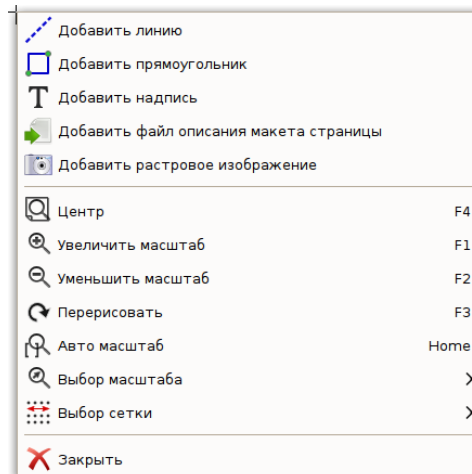 Добавить линию
Добавить прямоугольник
Добавить надпись
Добавить файл описания макета страницы
Добавить растровое изображение
Центр F4
Увеличить масштаб F1
Уменьшить масштаб F2
Перерисовать F3
Авто масштаб Home
Выбор масштаба
Выбор сетки
Закрыть